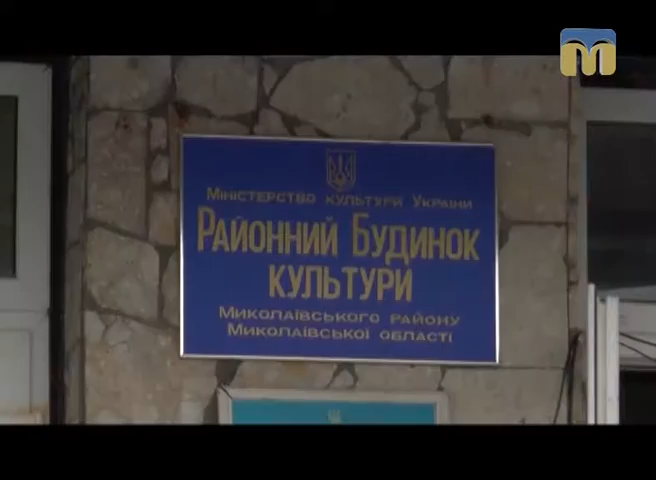 М
Міністерство культури України
Районний Будинок
культури
Миколаївського району
Миколаївської області